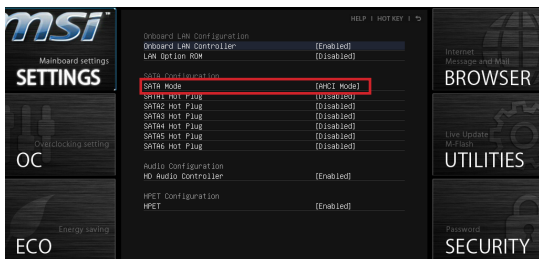 msi
Mainboard settings
SETTINGS
Overclocking setting
OC
Energy saving
ECO
HELP | HOT KEY |
Onboard LAN Configuration
Onboard LAN Controller [Enabled]
LAN Option ROM [Disabled]
SATA Configuration
SATA Mode [AHCI Mode]
SATA1 Hot Plug [Disabled]
SATA2 Hot Plug [Disabled]
SATA3 Hot Plug [Disabled]
SATA4 Hot Plug [Disabled]
SATA5 Hot Plug [Disabled]
SATA6 Hot Plug [Disabled]
Audio Configuration
HD Audio Controller [Enabled]
HPET Configuration
HPET [Enabled]
Internet
Message and Mail
BROWSER
Live Update
M-Flash
UTILITIES
Password
SECURITY